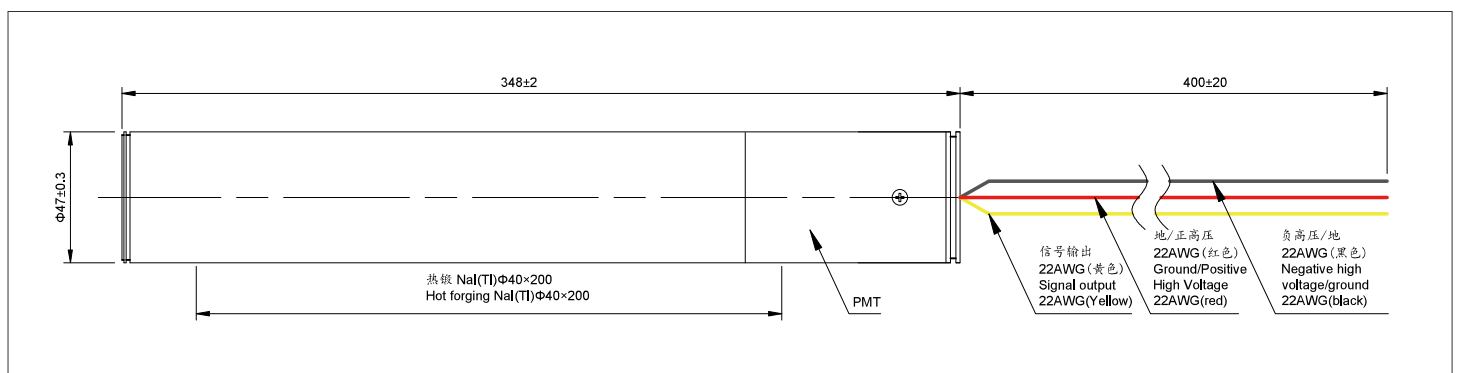 348±2
400±20
Φ47±0.3
热锻 NaI(Tl)Φ40×200
Hot forging NaI(Tl)Φ40×200
PMT
信号输出
22AWG(黄色)
Signal output
22AWG(Yellow)
地/正高压
22AWG(红色)
Ground/Positive
High Voltage
22AWG(red)
负高压/地
22AWG(黑色)
Negative high
voltage/ground
22AWG(black)